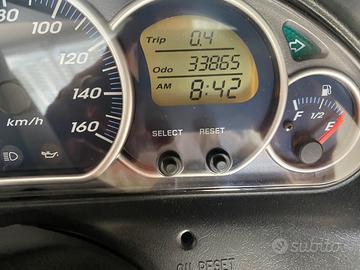 80
100
120
140
160
km/h
Trip 0.4
Odo 33865
AM 8:42
SELECT RESET
F 1/2 E
OIL RESET
subito